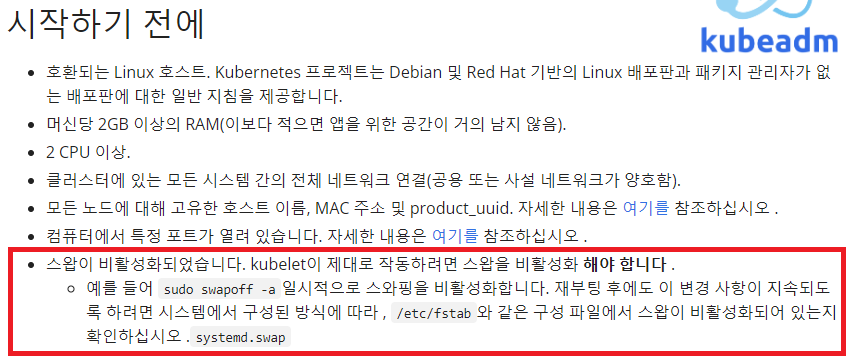 시작하기 전에
kubeadm
• 호환되는 Linux 호스트. Kubernetes 프로젝트는 Debian 및 Red Hat 기반의 Linux 배포판과 패키지 관리자가 없
는 배포판에 대한 일반 지침을 제공합니다.
• 머신당 2GB 이상의 RAM(이보다 적으면 앱을 위한 공간이 거의 남지 않음).
• 2 CPU 이상.
• 클러스터에 있는 모든 시스템 간의 전체 네트워크 연결(공용 또는 사설 네트워크가 양호함).
• 모든 노드에 대해 고유한 호스트 이름, MAC 주소 및 product_uuid. 자세한 내용은 여기를 참조하십시오 .
• 컴퓨터에서 특정 포트가 열려 있습니다. 자세한 내용은 여기를 참조하십시오 .
• 스왑이 비활성화되었습니다. kubelet이 제대로 작동하려면 스왑을 비활성화 해야 합니다 .
◦ 예를 들어 sudo swapoff -a 일시적으로 스와핑을 비활성화합니다. 재부팅 후에도 이 변경 사항이 지속되도
록 하려면 시스템에서 구성된 방식에 따라 , /etc/fstab 와 같은 구성 파일에서 스왑이 비활성화되어 있는지
확인하십시오 . systemd.swap